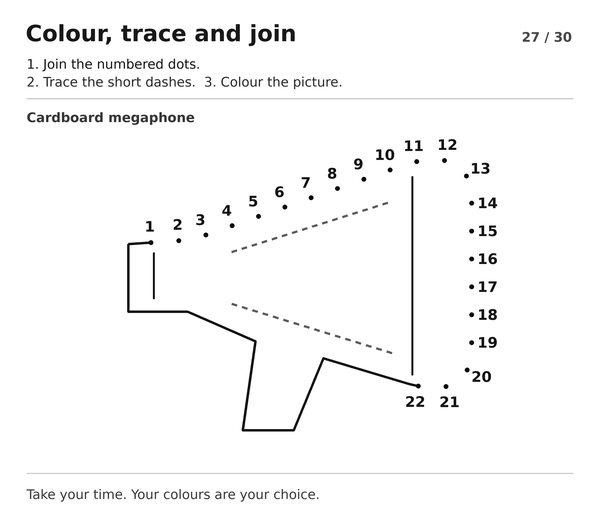 Colour, trace and join
27 / 30
1. Join the numbered dots.
2. Trace the short dashes.  3. Colour the picture.
Cardboard megaphone
1 2 3 4 5 6 7 8 9 10 11 12
13
14
15
16
17
18
19
20
22 21
Take your time. Your colours are your choice.